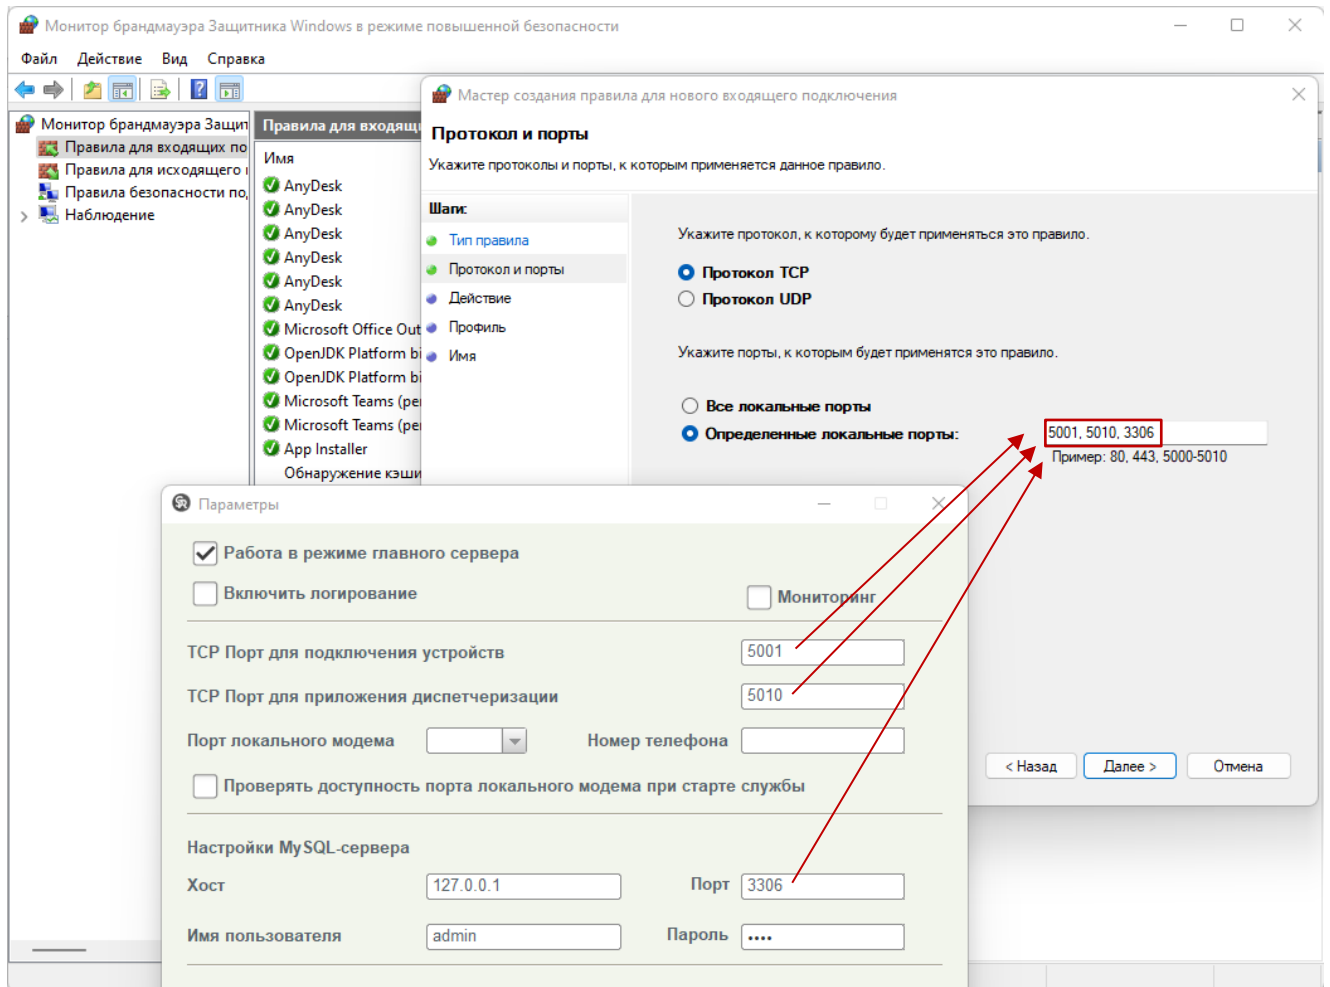 Монитор брандмауэра Защитника Windows в режиме повышенной безопасности
Файл Действие Вид Справка
Монитор брандмауэра Защит
Правила для входящих по
Правила для исходящего
Правила безопасности по
Наблюдение
Правила для входящ
Имя
AnyDesk
AnyDesk
AnyDesk
AnyDesk
AnyDesk
AnyDesk
Microsoft Office Out
OpenJDK Platform bi
OpenJDK Platform bi
Microsoft Teams (pe
Microsoft Teams (pe
App Installer
Обнаружение кэши
Мастер создания правила для нового входящего подключения
Протокол и порты
Укажите протоколы и порты, к которым применяется данное правило.
Шаги:
Тип правила
Протокол и порты
Действие
Профиль
Имя
Укажите протокол, к которому будет применяться это правило.
Протокол TCP
Протокол UDP
Укажите порты, к которым будет применятся это правило.
Все локальные порты
Определенные локальные порты: 5001, 5010, 3306
Пример: 80, 443, 5000-5010
< Назад Далее > Отмена
SR Параметры
Работа в режиме главного сервера
Включить логирование Мониторинг
TCP Порт для подключения устройств 5001
TCP Порт для приложения диспетчеризации 5010
Порт локального модема Номер телефона
Проверять доступность порта локального модема при старте службы
Настройки MySQL-сервера
Хост 127.0.0.1 Порт 3306
Имя пользователя admin Пароль ••••